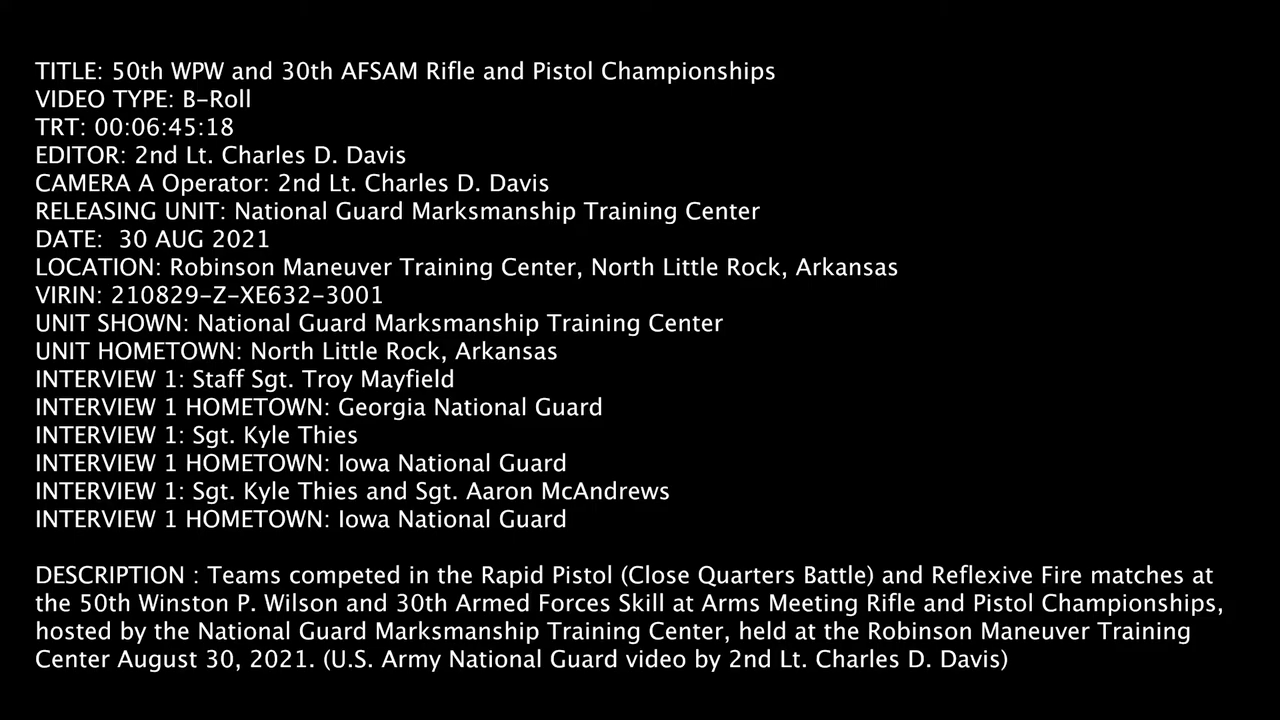 TITLE: 50th WPW and 30th AFSAM Rifle and Pistol Championships
VIDEO TYPE: B-Roll
TRT: 00:06:45:18
EDITOR: 2nd Lt. Charles D. Davis
CAMERA A Operator: 2nd Lt. Charles D. Davis
RELEASING UNIT: National Guard Marksmanship Training Center
DATE:  30 AUG 2021
LOCATION: Robinson Maneuver Training Center, North Little Rock, Arkansas
VIRIN: 210829-Z-XE632-3001
UNIT SHOWN: National Guard Marksmanship Training Center
UNIT HOMETOWN: North Little Rock, Arkansas
INTERVIEW 1: Staff Sgt. Troy Mayfield
INTERVIEW 1 HOMETOWN: Georgia National Guard
INTERVIEW 1: Sgt. Kyle Thies
INTERVIEW 1 HOMETOWN: Iowa National Guard
INTERVIEW 1: Sgt. Kyle Thies and Sgt. Aaron McAndrews
INTERVIEW 1 HOMETOWN: Iowa National Guard
DESCRIPTION : Teams competed in the Rapid Pistol (Close Quarters Battle) and Reflexive Fire matches at
the 50th Winston P. Wilson and 30th Armed Forces Skill at Arms Meeting Rifle and Pistol Championships,
hosted by the National Guard Marksmanship Training Center, held at the Robinson Maneuver Training
Center August 30, 2021. (U.S. Army National Guard video by 2nd Lt. Charles D. Davis)